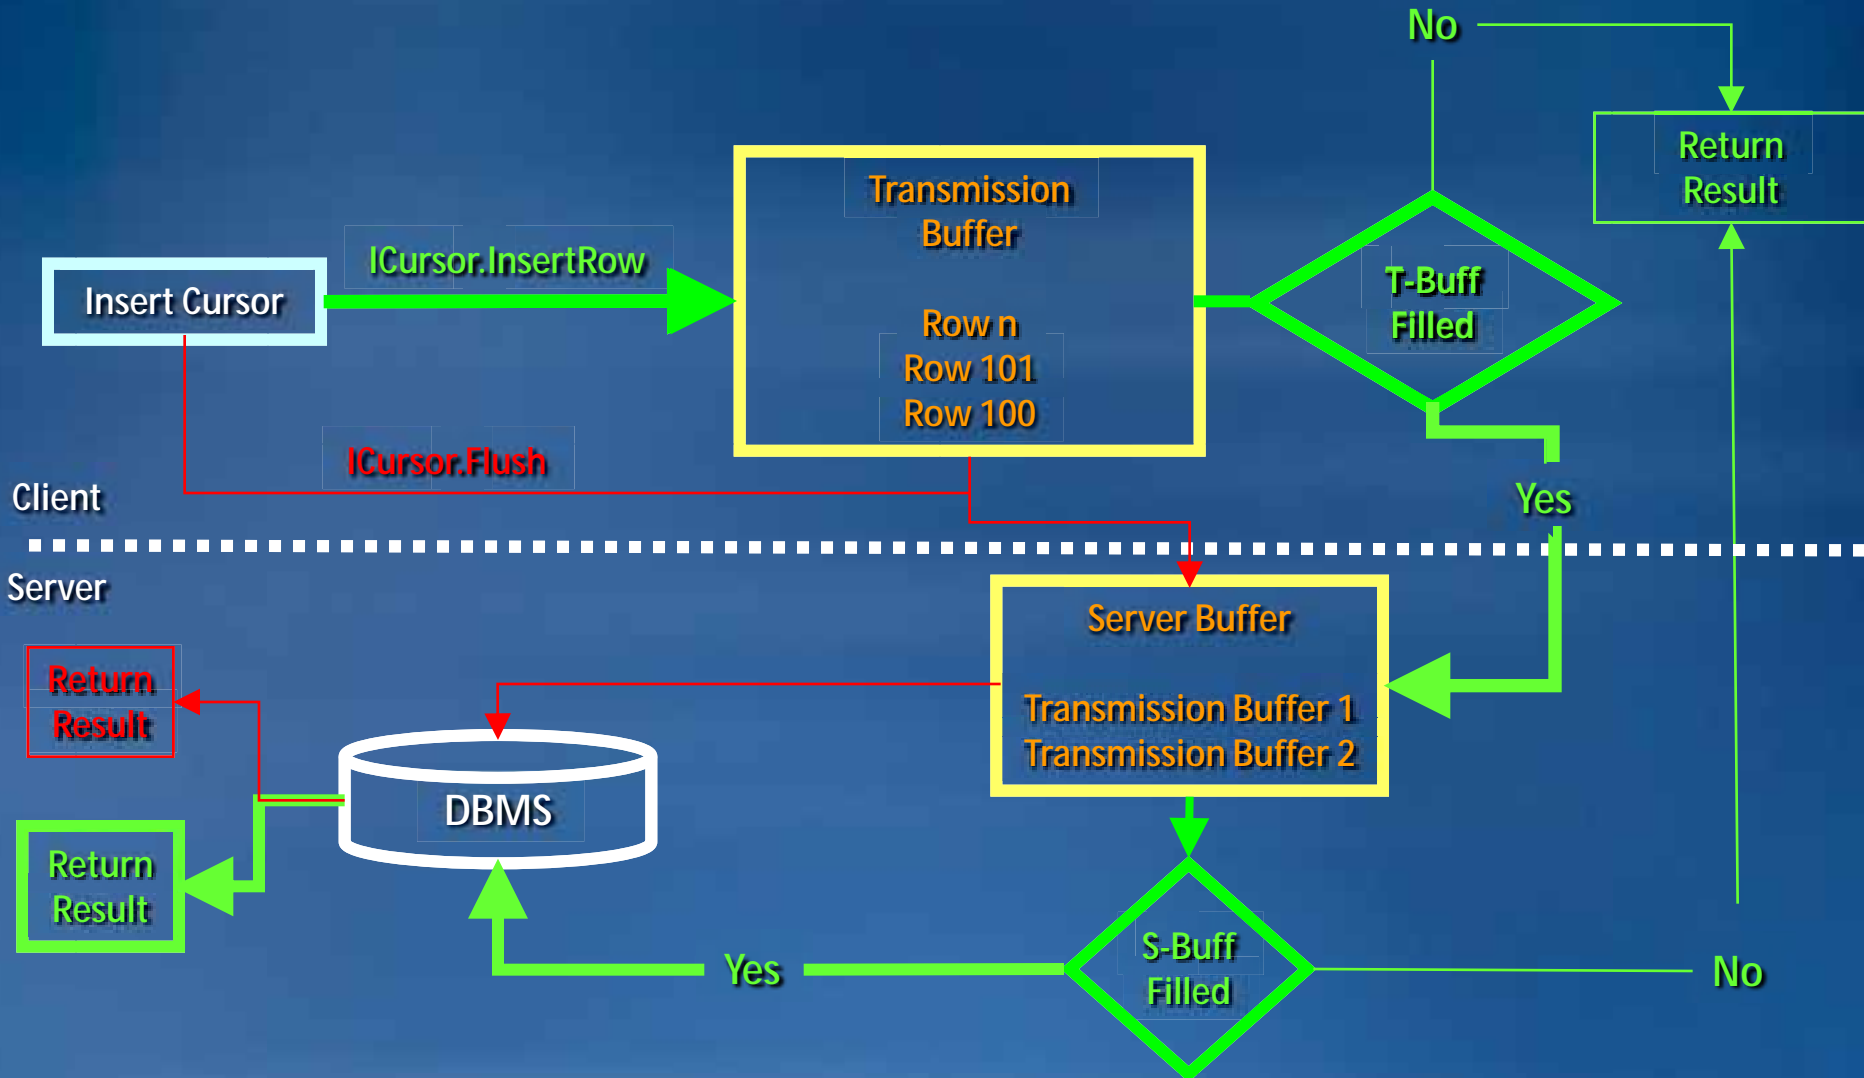 No
Return
Result
Transmission
Buffer
ICursor.InsertRow
Insert Cursor
T-Buff
Filled
Row n
Row 101
Row 100
ICursor.Flush
Client
Yes
Server
Server Buffer
Return
Result
Transmission Buffer 1
Transmission Buffer 2
DBMS
Return
Result
S-Buff
Filled
Yes
No